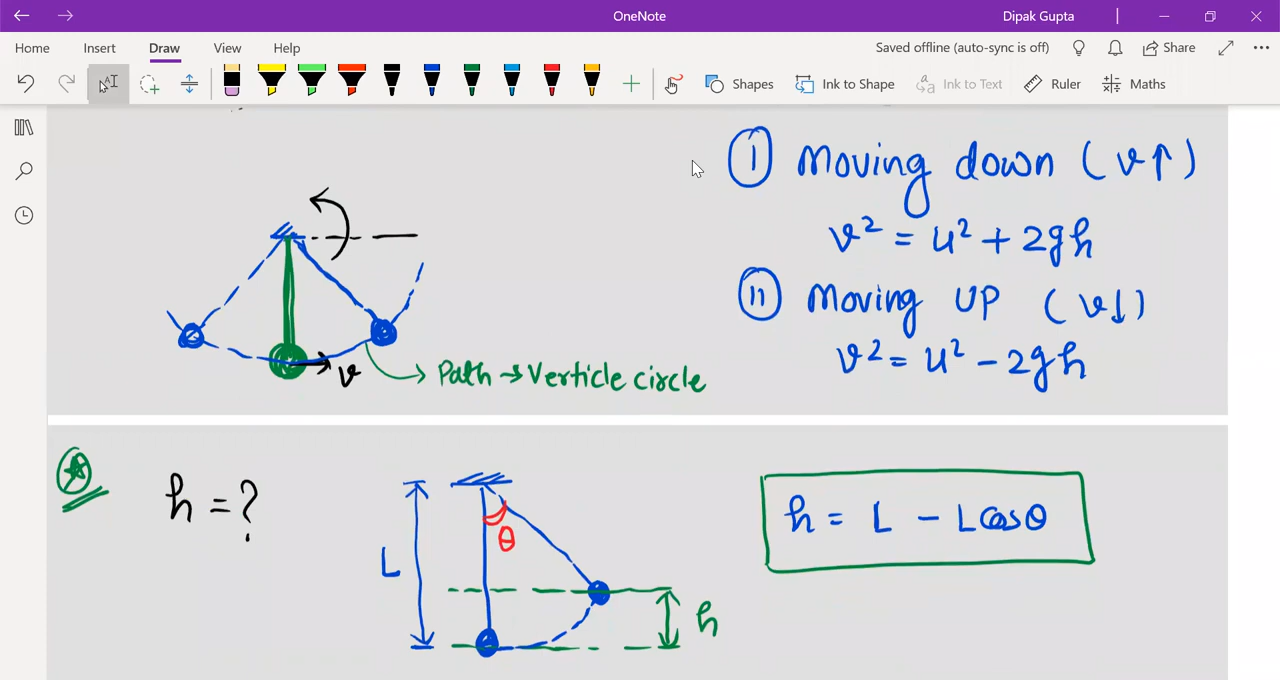 OneNote
Dipak Gupta
Home Insert Draw View Help
Saved offline (auto-sync is off)
Share
Shapes
Ink to Shape
Ink to Text
Ruler
Maths
I Moving down (v↑)
v² = u² + 2gh
II Moving UP (v↓)
v² = u² - 2gh
v
Path → Verticle circle
h = ?
θ
L
h
h = L - Lcosθ